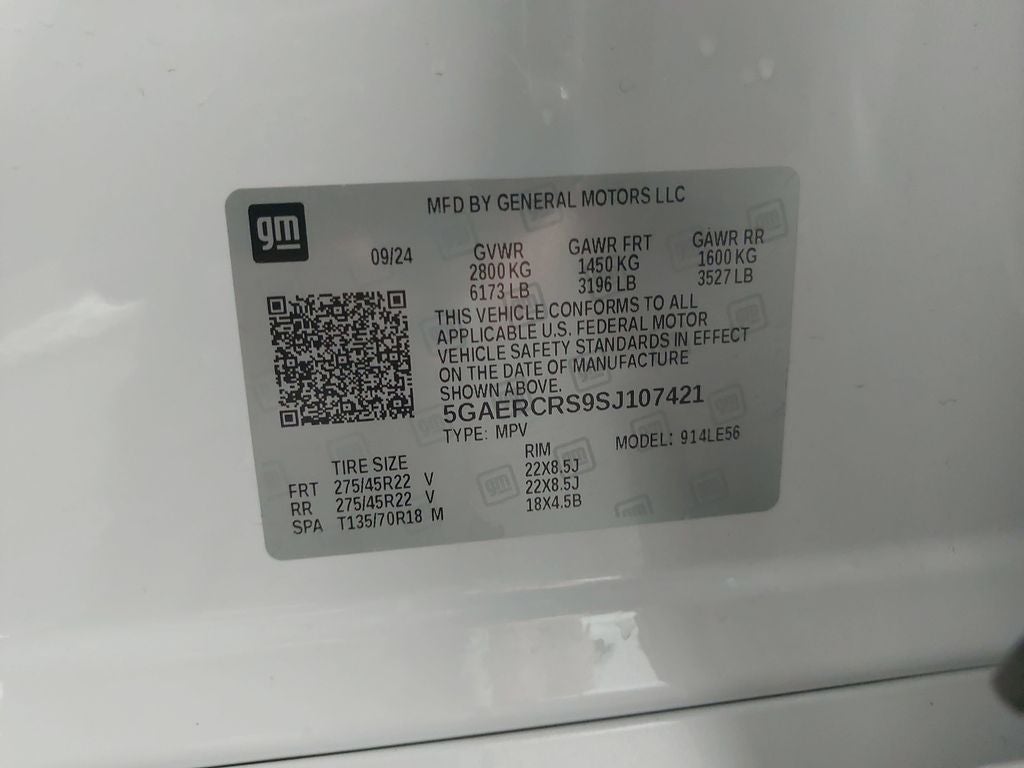 gm
MFD BY GENERAL MOTORS LLC
09/24
GVWR GAWR FRT GAWR RR
2800 KG 1450 KG 1600 KG
6173 LB 3196 LB 3527 LB
THIS VEHICLE CONFORMS TO ALL
APPLICABLE U.S. FEDERAL MOTOR
VEHICLE SAFETY STANDARDS IN EFFECT
ON THE DATE OF MANUFACTURE
SHOWN ABOVE.
5GAERCRS9SJ107421
TYPE: MPV MODEL: 914LE56
TIRE SIZE RIM
FRT 275/45R22 V 22X8.5J
RR 275/45R22 V 22X8.5J
SPA T135/70R18 M 18X4.5B